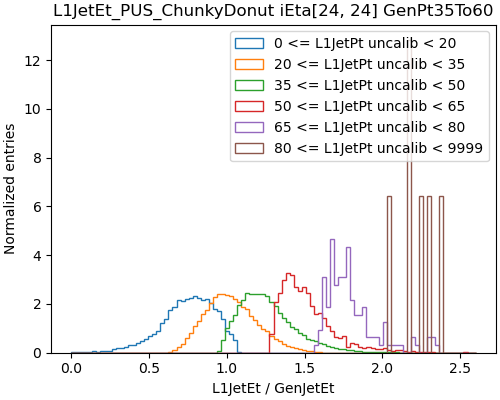 L1JetEt_PUS_ChunkyDonut iEta[24, 24] GenPt35To60
0 <= L1JetPt uncalib < 20
20 <= L1JetPt uncalib < 35
35 <= L1JetPt uncalib < 50
50 <= L1JetPt uncalib < 65
65 <= L1JetPt uncalib < 80
80 <= L1JetPt uncalib < 9999
Normalized entries
12
10
8
6
4
2
0
0.0 0.5 1.0 1.5 2.0 2.5
L1JetEt / GenJetEt